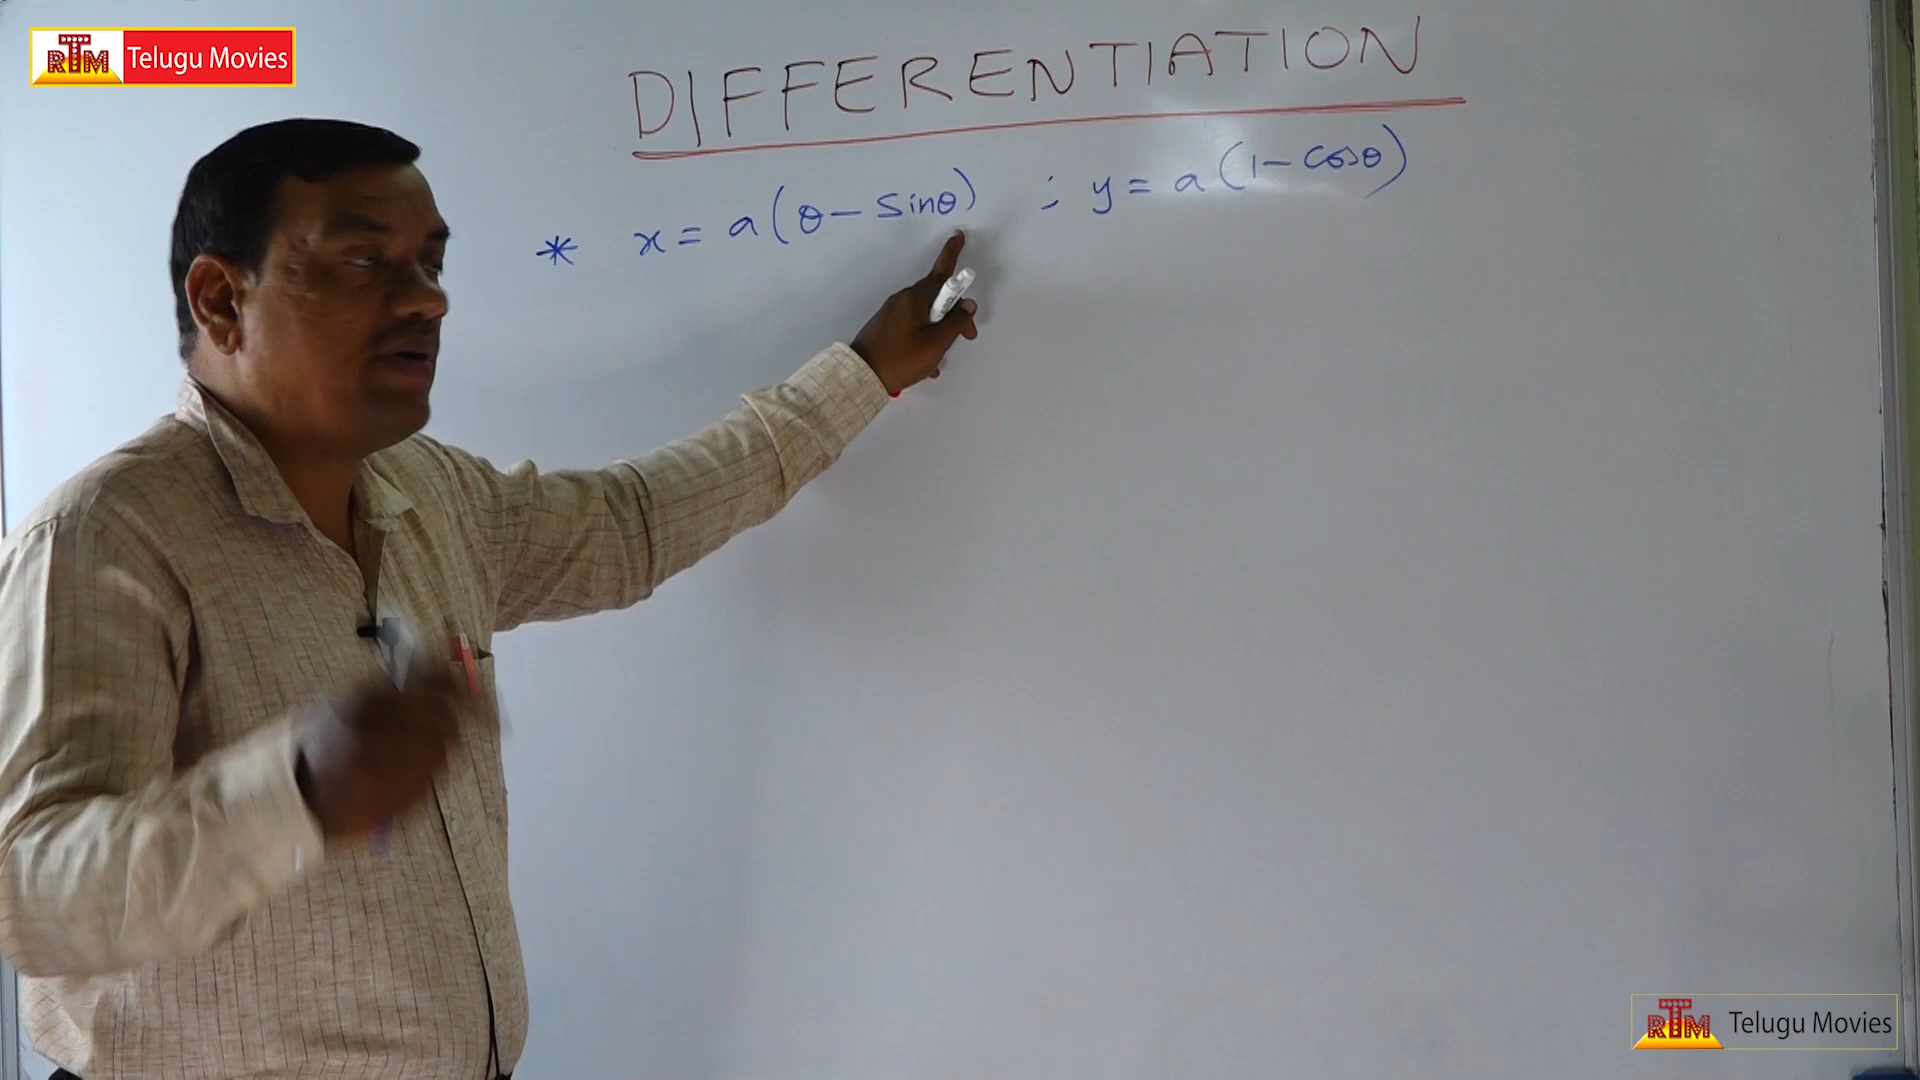 RTM Telugu Movies
DIFFERENTIATION
* x = a(θ - Sinθ) ; y = a(1 - Cosθ)
RTM Telugu Movies